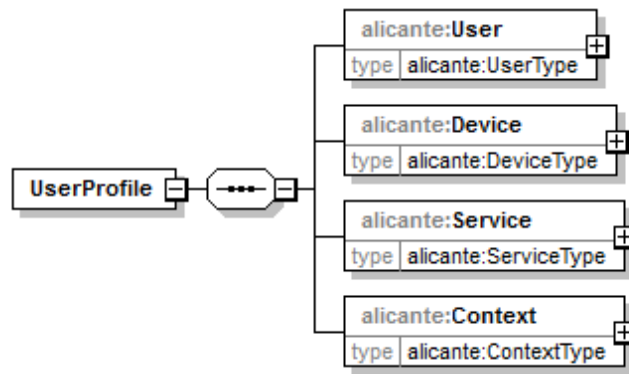 alicante:User
type alicante:UserType
alicante:Device
type alicante:DeviceType
UserProfile
alicante:Service
type alicante:ServiceType
alicante:Context
type alicante:ContextType